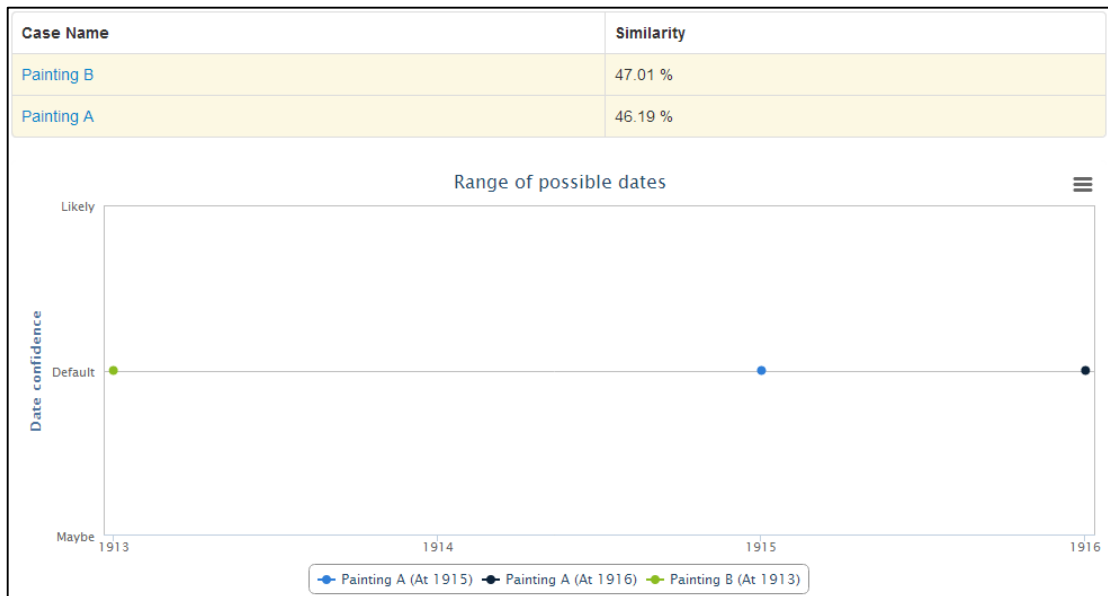 Case Name Similarity
Painting B 47.01 %
Painting A 46.19 %
Range of possible dates
Likely
Date confidence
Default
Maybe
1913 1914 1915 1916
Painting A (At 1915) Painting A (At 1916) Painting B (At 1913)